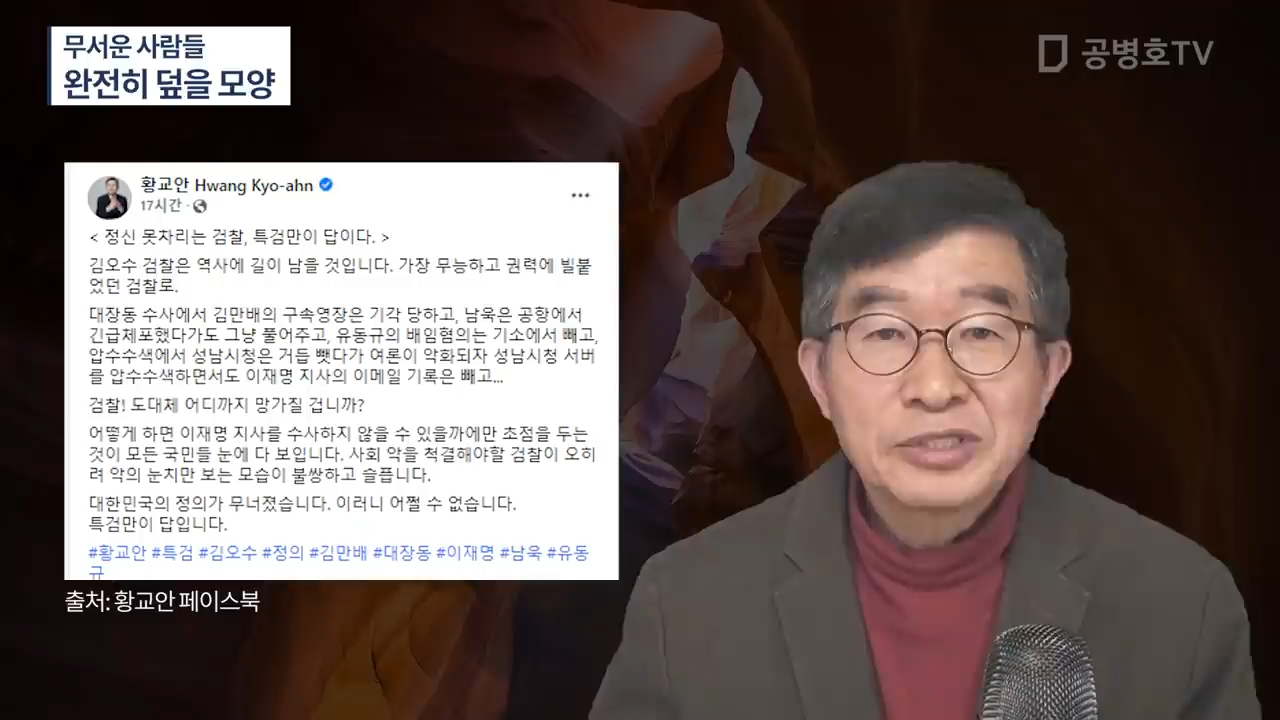 무서운 사람들
완전히 덮을 모양
공병호TV
황교안 Hwang Kyo-ahn
17시간 ·
< 정신 못차리는 검찰, 특검만이 답이다. >
김오수 검찰은 역사에 길이 남을 것입니다. 가장 무능하고 권력에 빌붙
었던 검찰로.
대장동 수사에서 김만배의 구속영장은 기각 당하고, 남욱은 공항에서
긴급체포했다가도 그냥 풀어주고, 유동규의 배임혐의는 기소에서 빼고,
압수수색에서 성남시청은 거듭 뺏다가 여론이 악화되자 성남시청 서버
를 압수수색하면서도 이재명 지사의 이메일 기록은 빼고...
검찰! 도대체 어디까지 망가질 겁니까?
어떻게 하면 이재명 지사를 수사하지 않을 수 있을까에만 초점을 두는
것이 모든 국민들 눈에 다 보입니다. 사회 악을 척결해야할 검찰이 오히
려 악의 눈치만 보는 모습이 불쌍하고 슬픕니다.
대한민국의 정의가 무너졌습니다. 이러니 어쩔 수 없습니다.
특검만이 답입니다.
#황교안 #특검 #김오수 #정의 #김만배 #대장동 #이재명 #남욱 #유동
규
출처: 황교안 페이스북